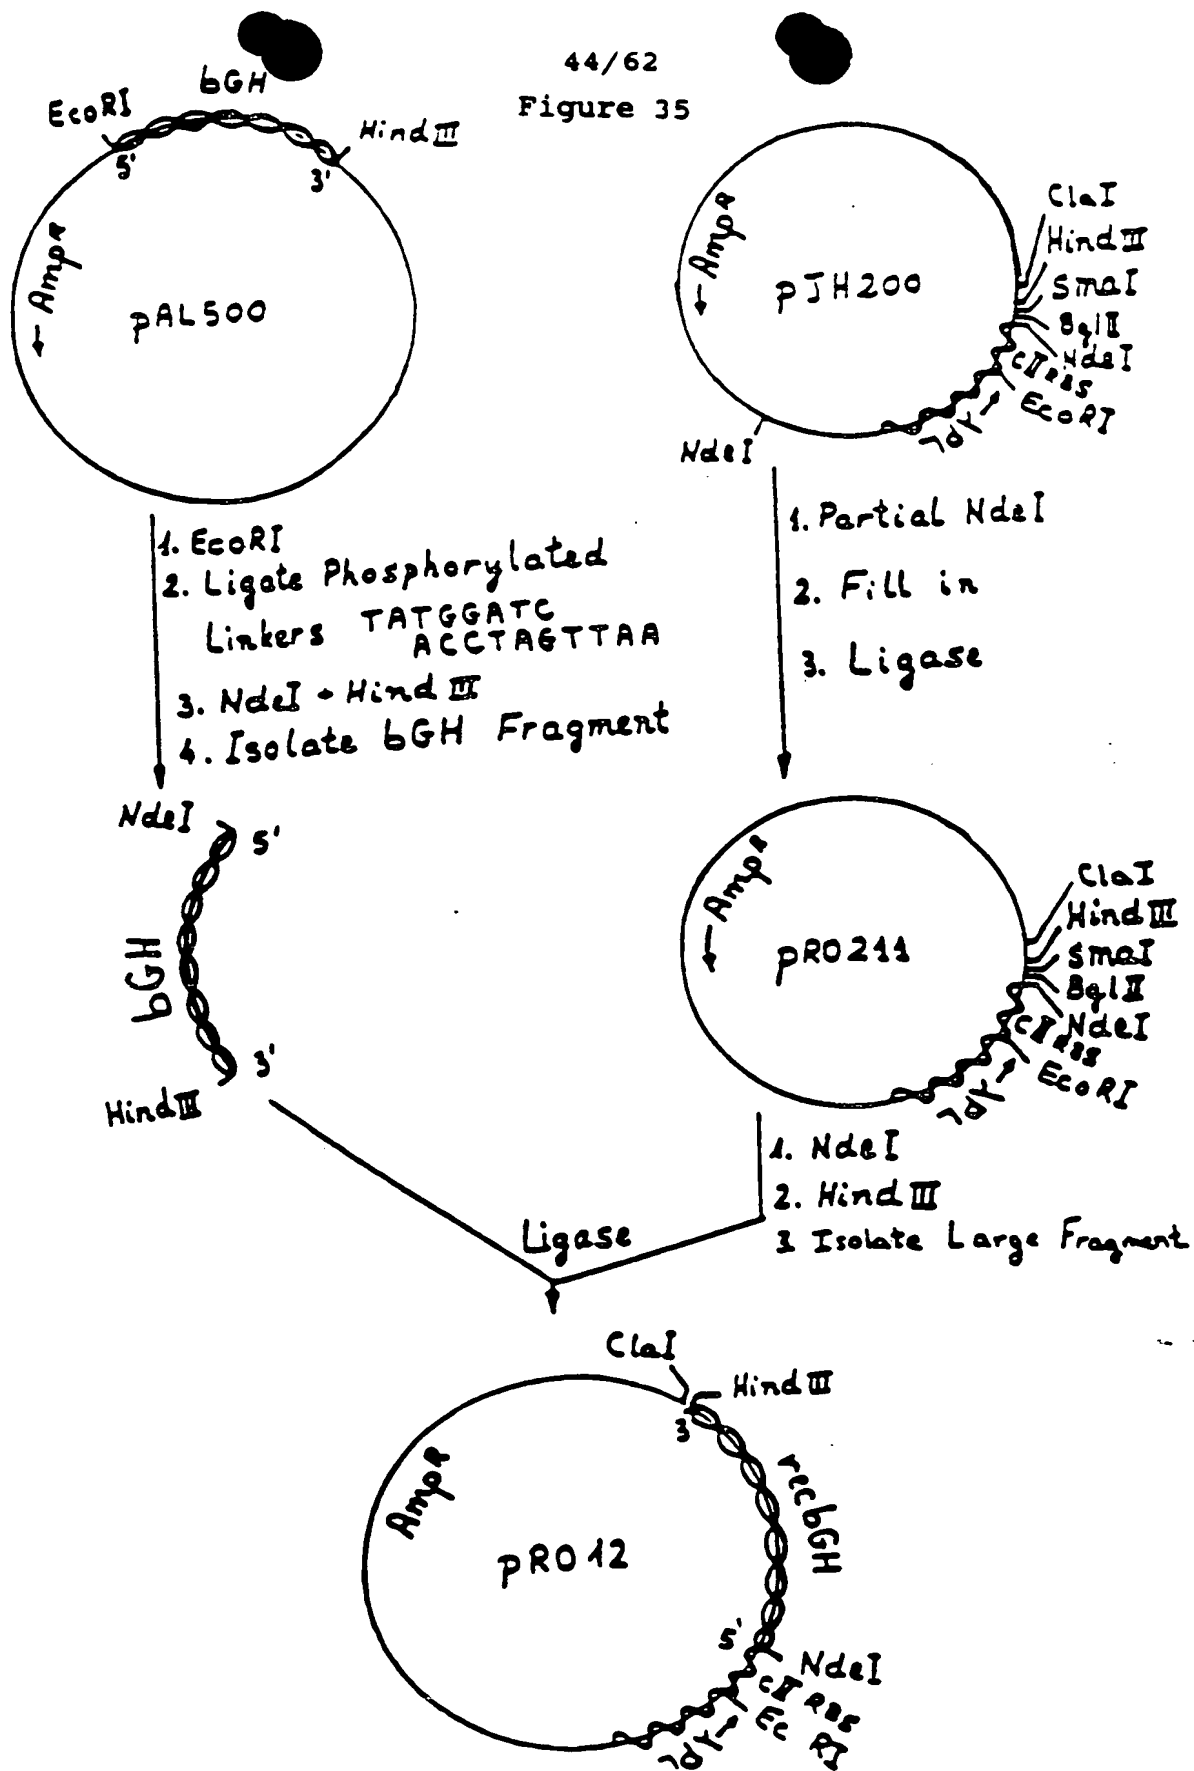 44/62
Figure 35
bGH
EcoRI
HindIII
5'
3'
← AmpR
pAL500
1. EcoRI
2. Ligate Phosphorylated
Linkers TATGGATC
ACCTAGTTAA
3. NdeI + HindIII
4. Isolate bGH Fragment
← AmpR
pJH200
ClaI
HindIII
SmaI
BglII
NdeI
CII RBS
EcoRI
λPL →
NdeI
1. Partial NdeI
2. Fill in
3. Ligase
NdeI
5'
bGH
3'
HindIII
← AmpR
pRO211
ClaI
HindIII
SmaI
BglII
NdeI
CII RBS
EcoRI
λPL →
1. NdeI
2. HindIII
3 Isolate Large Fragment
Ligase
ClaI
HindIII
3
AmpR
recbGH
pRO12
5'
NdeI
CII RBS
Ec RI
λPL →